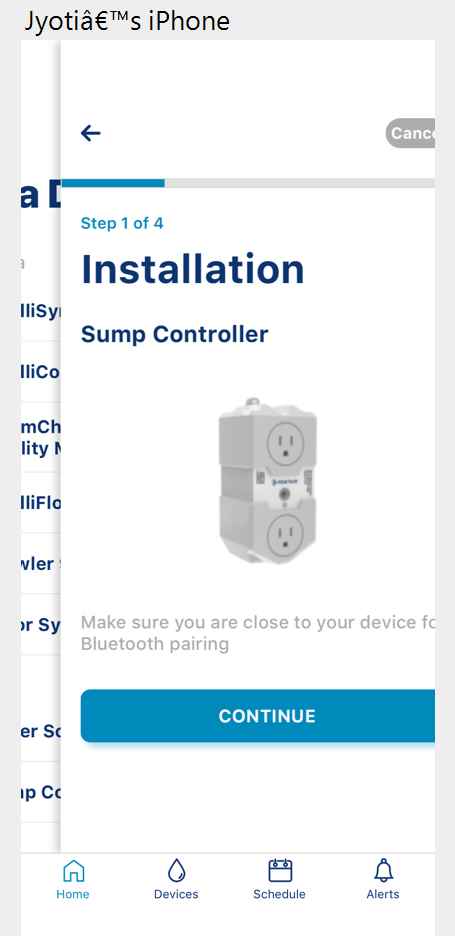 Jyotiâ€™s iPhone
Cance
a D
Step 1 of 4
Installation
lliSy
Sump Controller
lliCo
mCh
lity M
lliFlo
wler
or Sy
Make sure you are close to your device fo
Bluetooth pairing
CONTINUE
er So
mp Co
Home
Devices
Schedule
Alerts